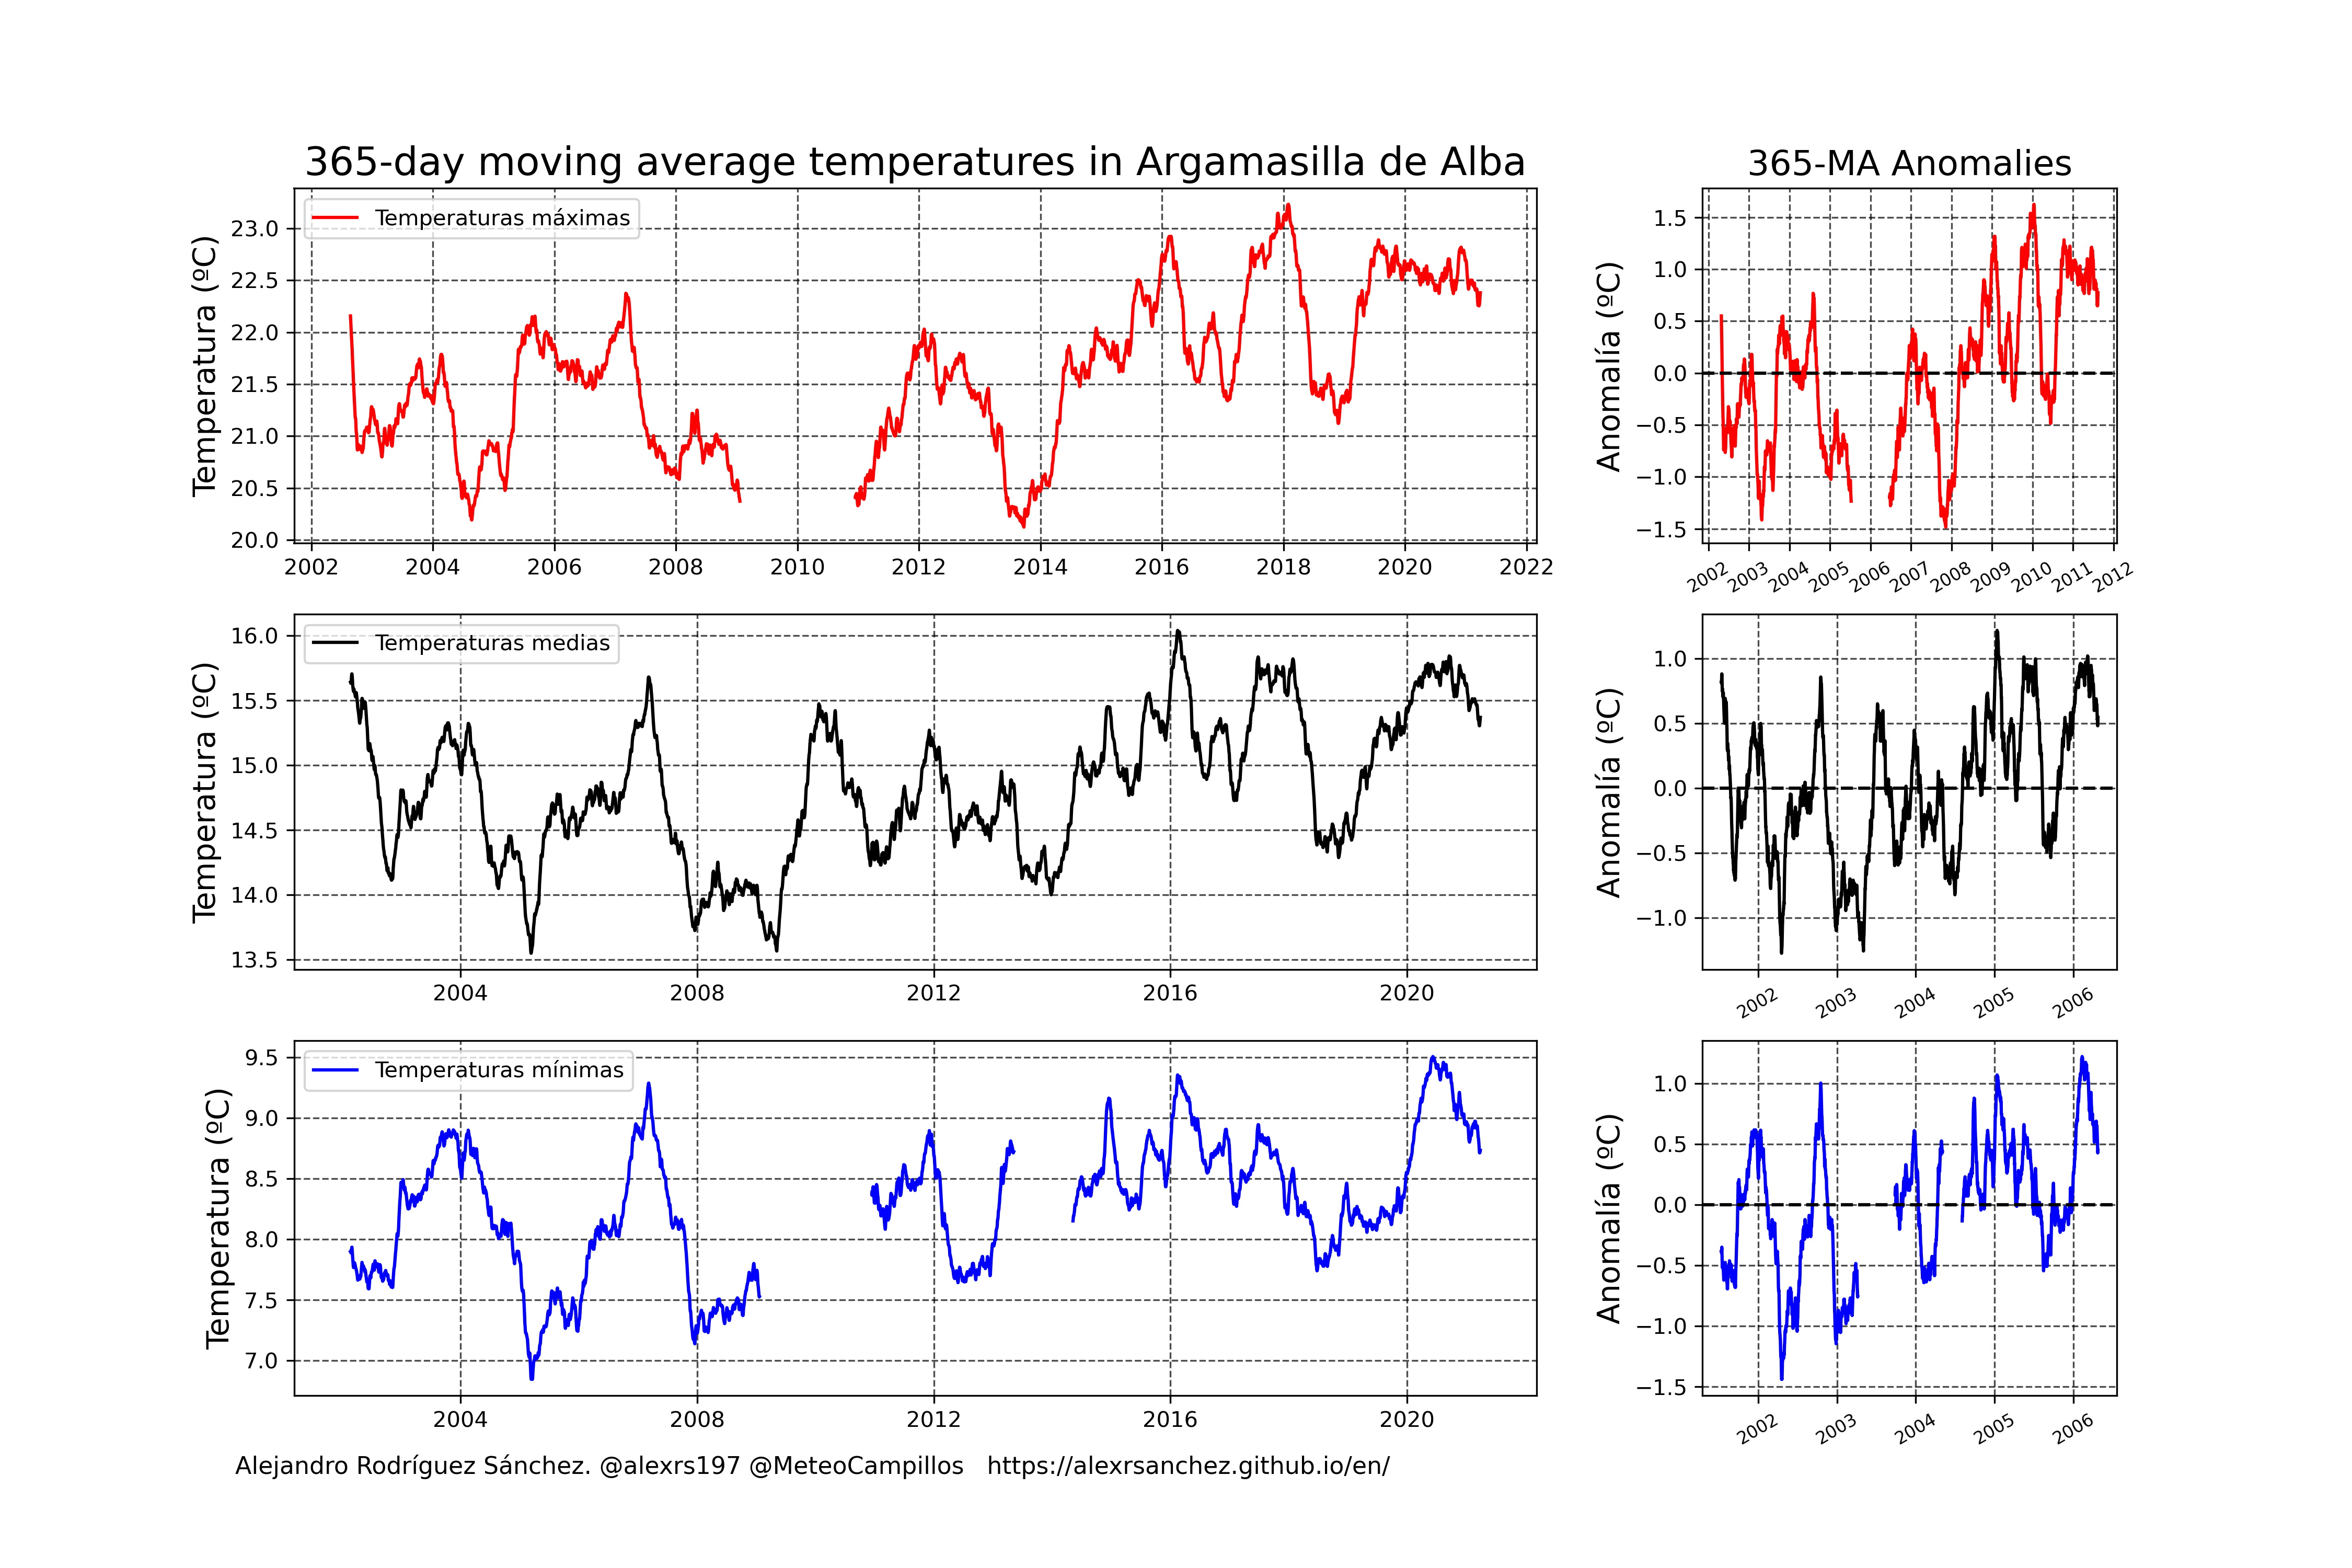 365-day moving average temperatures in Argamasilla de Alba
Temperatura (ºC)
23.0
22.5
22.0
21.5
21.0
20.5
20.0
Temperaturas máximas
2002 2004 2006 2008 2010 2012 2014 2016 2018 2020 2022
365-MA Anomalies
Anomalía (ºC)
1.5
1.0
0.5
0.0
−0.5
−1.0
−1.5
2002 2003 2004 2005 2006 2007 2008 2009 2010 2011 2012
Temperatura (ºC)
16.0
15.5
15.0
14.5
14.0
13.5
Temperaturas medias
2004 2008 2012 2016 2020
Anomalía (ºC)
1.0
0.5
0.0
−0.5
−1.0
2002 2003 2004 2005 2006
Temperatura (ºC)
9.5
9.0
8.5
8.0
7.5
7.0
Temperaturas mínimas
2004 2008 2012 2016 2020
Anomalía (ºC)
1.0
0.5
0.0
−0.5
−1.0
−1.5
2002 2003 2004 2005 2006
Alejandro Rodríguez Sánchez. @alexrs197 @MeteoCampillos https://alexrsanchez.github.io/en/